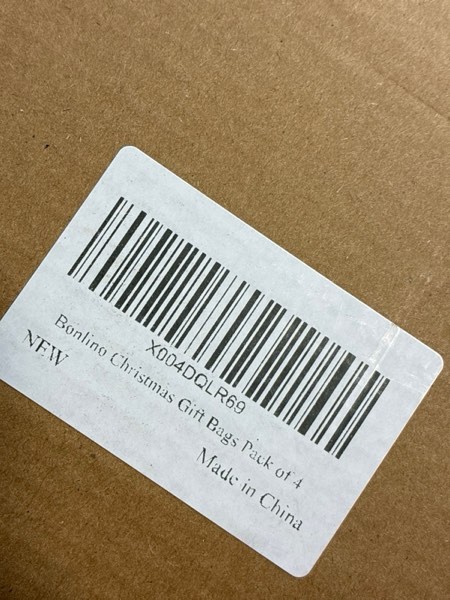 X004DQLR69
Bonlino Christmas Gift Bags Pack of 4
NEW
Made in China